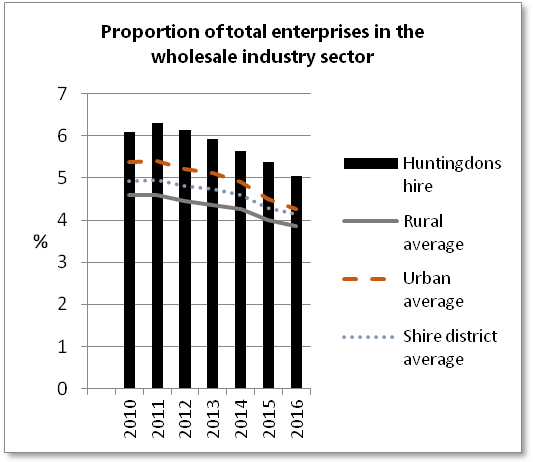 Proportion of total enterprises in the
wholesale industry sector
7
6
5
4
3
2
1
0
%
2010
2011
2012
2013
2014
2015
2016
Huntingdons
hire
Rural
average
Urban
average
Shire district
average